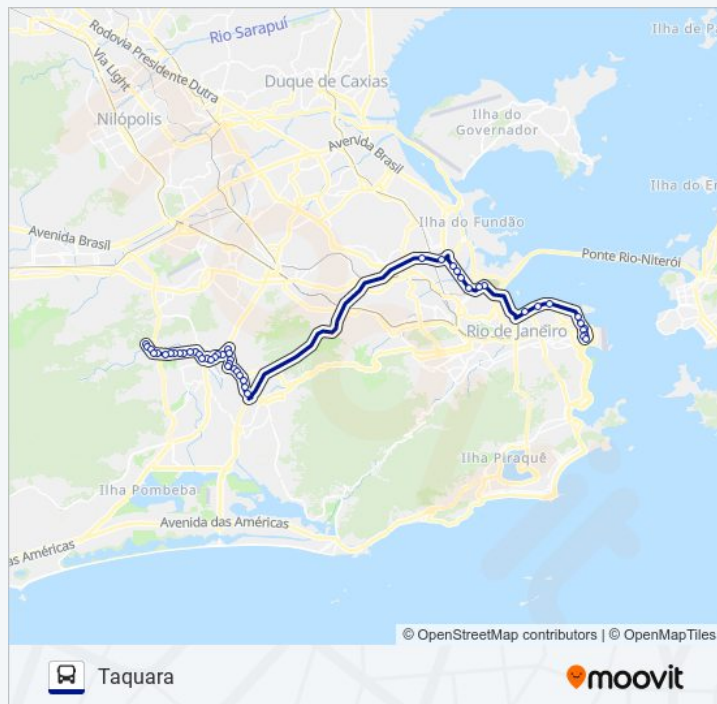 Ilha de Pa
Rio Sarapuí
Rodovia Presidente Dutra
Duque de Caxias
Via Light
Nilópolis
Ilha do
Governador
Avenida Brasil
Ilha do En
Ilha do Fundão
Avenida Brasil
Ponte Rio-Niterói
Rio de Janeiro
Ilha Piraquê
Ilha Pombeba
Avenida das Américas
as Américas
© OpenStreetMap contributors | © OpenMapTiles
Taquara
moovit